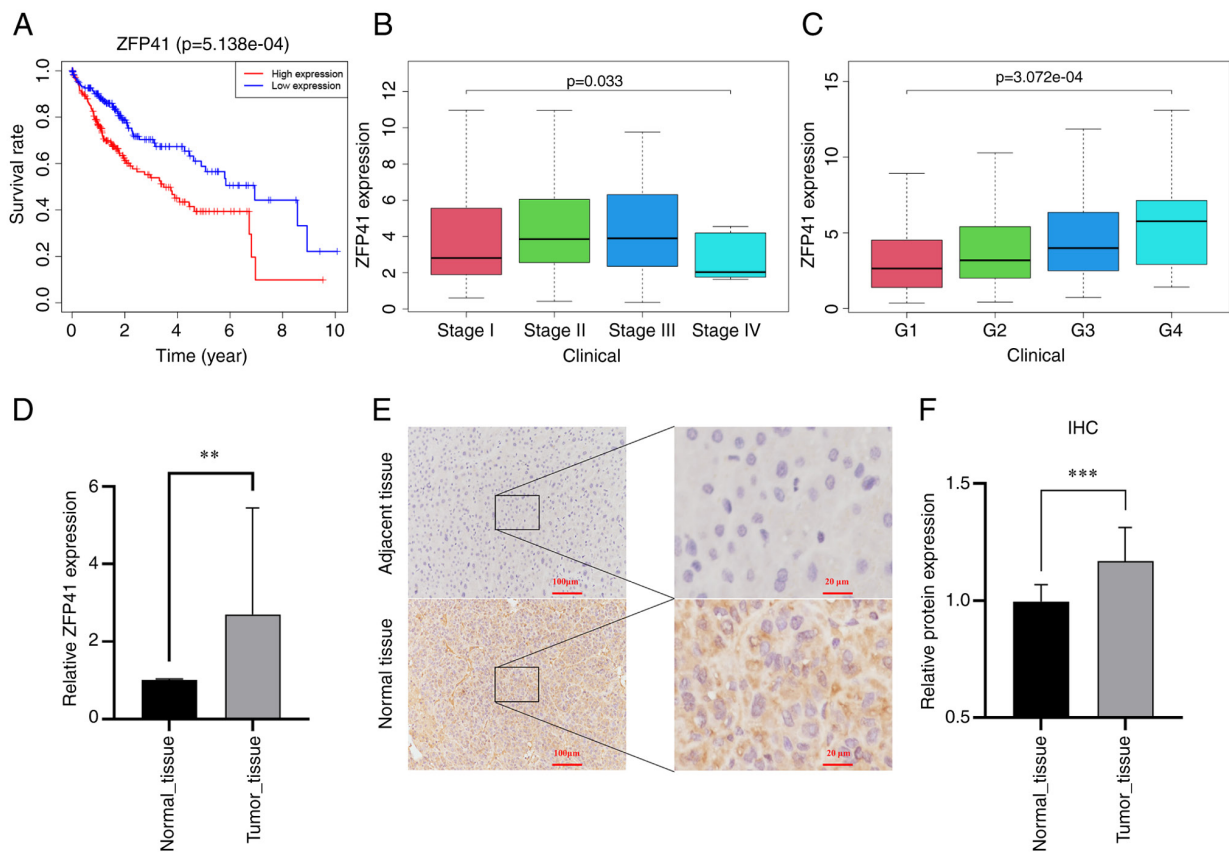 A
ZFP41 (p=5.138e-04)
High expression
Low expression
Survival rate
1.0
0.8
0.6
0.4
0.2
0.0
0
2
4
6
8
10
Time (year)
B
p=0.033
ZFP41 expression
12
10
8
6
4
2
0
Stage I
Stage II
Stage III
Stage IV
Clinical
C
p=3.072e-04
ZFP41 expression
15
10
5
0
G1
G2
G3
G4
Clinical
D
**
Relative ZFP41 expression
6
4
2
0
Normal_tissue
Tumor_tissue
E
Adjacent tissue
100μm
20 μm
Normal tissue
100μm
20 μm
F
IHC
***
Relative protein expression
1.5
1.0
0.5
Normal_tissue
Tumor_tissue